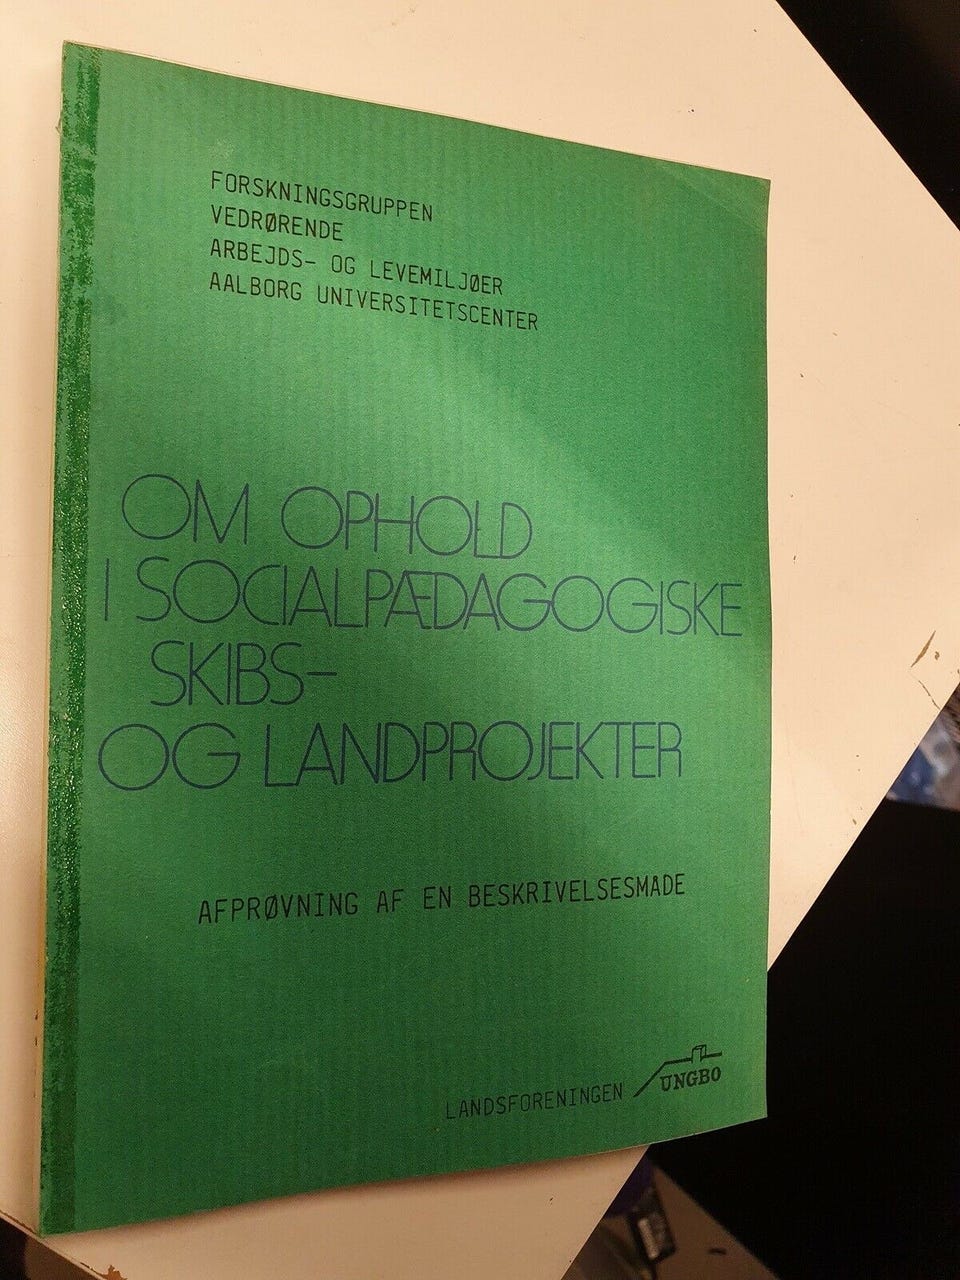 FORSKNINGSGRUPPEN
VEDRØRENDE
ARBEJDS- OG LEVEMILJØER
AALBORG UNIVERSITETSCENTER
OM OPHOLD
I SOCIALPÆDAGOGISKE
SKIBS-
OG LANDPROJEKTER
AFPRØVNING AF EN BESKRIVELSESMADE
LANDSFORENINGEN UNGBO